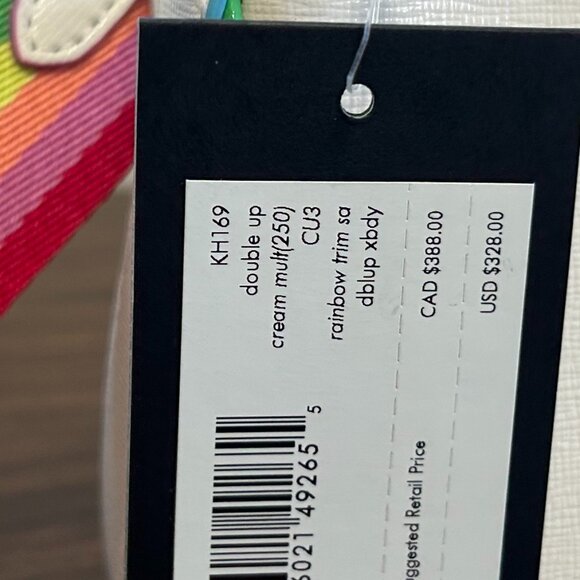 KH169
double up
cream mult(250)
CU3
rainbow trim sa
dblup xbdy
CAD $388.00
USD $328.00
6021 49265 5
ggested Retail Price